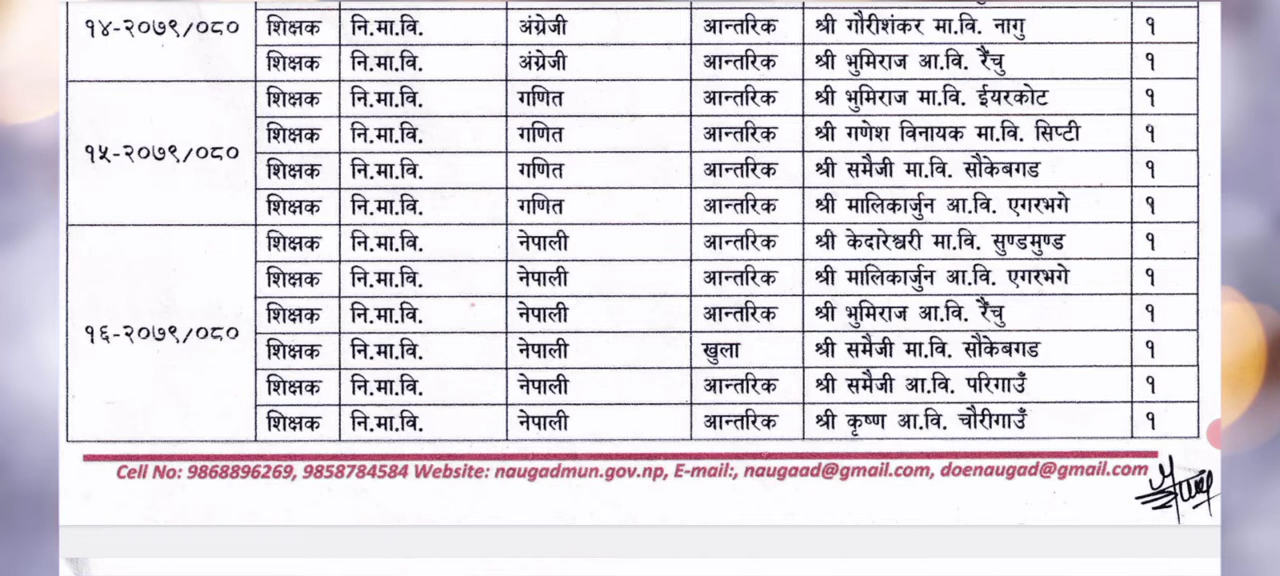 १४-२०७९/०८० शिक्षक नि.मा.वि. अंग्रेजी आन्तरिक श्री गौरीशंकर मा.वि. नागु १
शिक्षक नि.मा.वि. अंग्रेजी आन्तरिक श्री भुमिराज आ.वि. रैंचु १
शिक्षक नि.मा.वि. गणित आन्तरिक श्री भुमिराज मा.वि. ईयरकोट १
१५-२०७९/०८० शिक्षक नि.मा.वि. गणित आन्तरिक श्री गणेश विनायक मा.वि. सिप्टी १
शिक्षक नि.मा.वि. गणित आन्तरिक श्री समैजी मा.वि. सौकेबगड १
शिक्षक नि.मा.वि. गणित आन्तरिक श्री मालिकार्जुन आ.वि. एगरभगे १
शिक्षक नि.मा.वि. नेपाली आन्तरिक श्री केदारेश्वरी मा.वि. सुण्डमुण्ड १
शिक्षक नि.मा.वि. नेपाली आन्तरिक श्री मालिकार्जुन आ.वि. एगरभगे १
१६-२०७९/०८० शिक्षक नि.मा.वि. नेपाली आन्तरिक श्री भुमिराज आ.वि. रैंचु १
शिक्षक नि.मा.वि. नेपाली खुला श्री समैजी मा.वि. सौकेबगड १
शिक्षक नि.मा.वि. नेपाली आन्तरिक श्री समैजी आ.वि. परिगाउँ १
शिक्षक नि.मा.वि. नेपाली आन्तरिक श्री कृष्ण आ.वि. चौरीगाउँ १
Cell No: 9868896269, 9858784584 Website: naugadmun.gov.np, E-mail:, naugaad@gmail.com, doenaugad@gmail.com